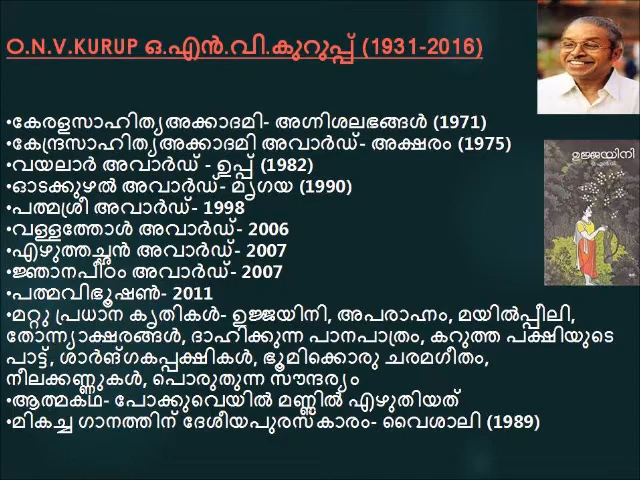 O.N.V.KURUP ഒ.എൻ.വി.കുറുപ്പ് (1931-2016)
•കേരളസാഹിത്യഅക്കാദമി- അഗ്നിശലഭങ്ങൾ (1971)
•കേന്ദ്രസാഹിത്യഅക്കാദമി അവാർഡ്- അക്ഷരം (1975)
•വയലാർ അവാർഡ് - ഉപ്പ് (1982)
•ഓടക്കുഴൽ അവാർഡ്- മൃഗയ (1990)
•പത്മശ്രീ അവാർഡ്- 1998
•വള്ളത്തോൾ അവാർഡ്- 2006
•എഴുത്തച്ഛൻ അവാർഡ്- 2007
•ജ്ഞാനപീഠം അവാർഡ്- 2007
•പത്മവിഭൂഷൺ- 2011
•മറ്റു പ്രധാന കൃതികൾ- ഉജ്ജയിനി, അപരാഹ്നം, മയിൽപ്പീലി,
തോന്ന്യാക്ഷരങ്ങൾ, ദാഹിക്കുന്ന പാനപാത്രം, കറുത്ത പക്ഷിയുടെ
പാട്ട്, ശാർങ്ഗകപ്പക്ഷികൾ, ഭൂമിക്കൊരു ചരമഗീതം,
നീലക്കണ്ണുകൾ, പൊരുതുന്ന സൗന്ദര്യം
•ആത്മകഥ- പോക്കുവെയിൽ മണ്ണിൽ എഴുതിയത്
•മികച്ച ഗാനത്തിന് ദേശീയപുരസ്കാരം- വൈശാലി (1989)
ഉജ്ജയിനി